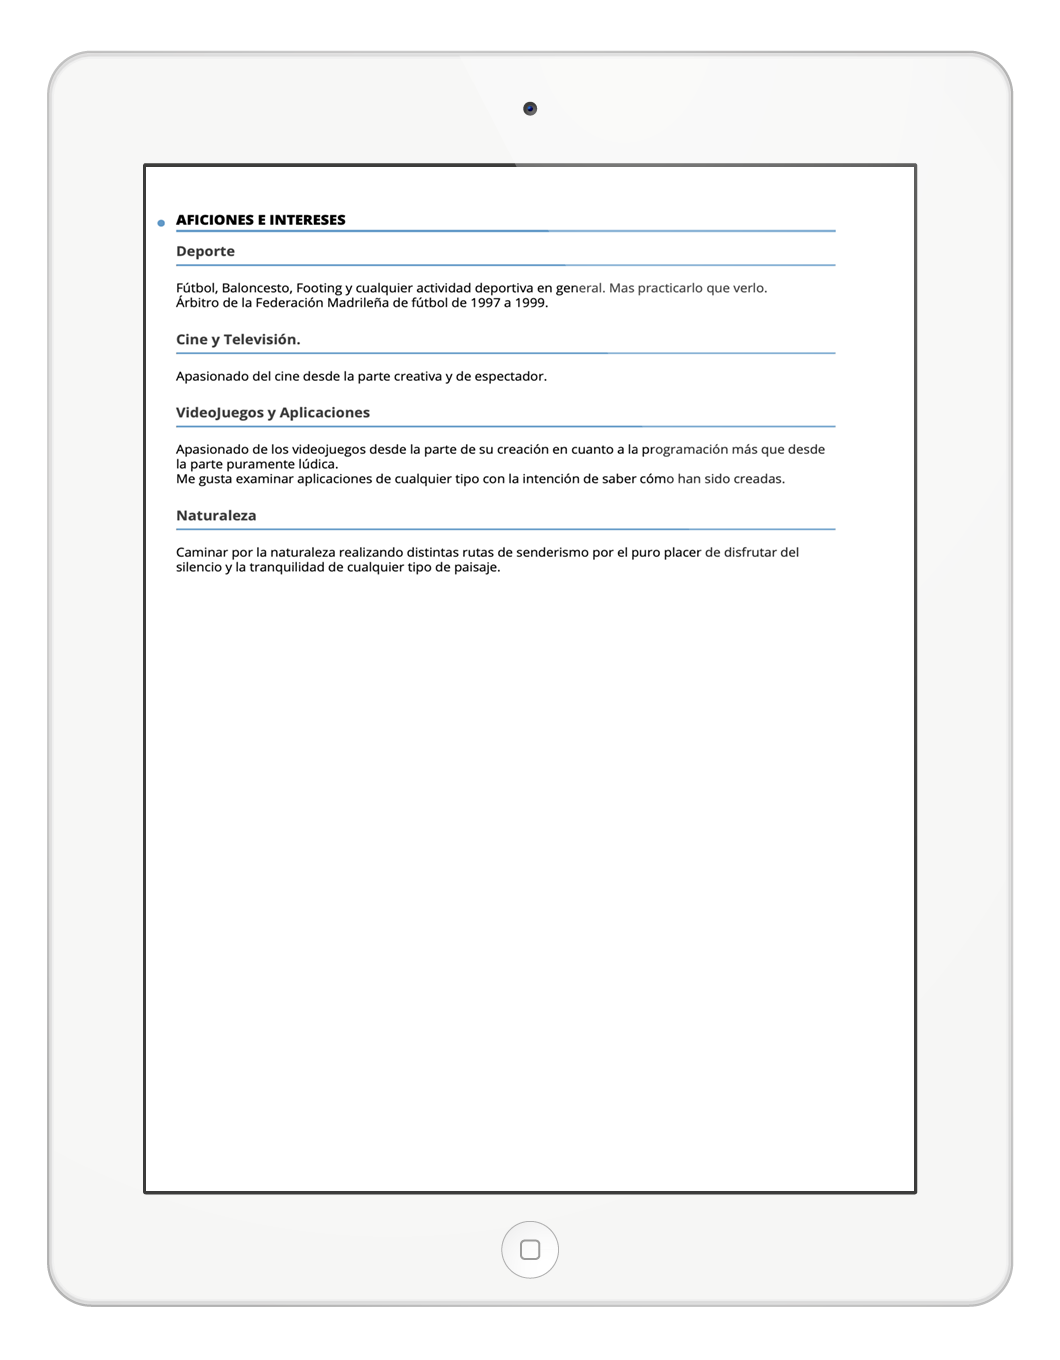 AFICIONES E INTERESES
Deporte
Fútbol, Baloncesto, Footing y cualquier actividad deportiva en general. Mas practicarlo que verlo.
Árbitro de la Federación Madrileña de fútbol de 1997 a 1999.
Cine y Televisión.
Apasionado del cine desde la parte creativa y de espectador.
VideoJuegos y Aplicaciones
Apasionado de los videojuegos desde la parte de su creación en cuanto a la programación más que desde
la parte puramente lúdica.
Me gusta examinar aplicaciones de cualquier tipo con la intención de saber cómo han sido creadas.
Naturaleza
Caminar por la naturaleza realizando distintas rutas de senderismo por el puro placer de disfrutar del
silencio y la tranquilidad de cualquier tipo de paisaje.